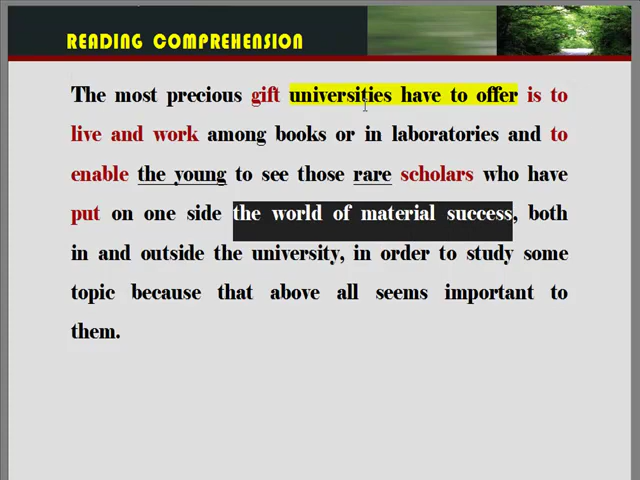 READING COMPREHENSION
The most precious gift universities have to offer is to
live and work among books or in laboratories and to
enable the young to see those rare scholars who have
put on one side the world of material success, both
in and outside the university, in order to study some
topic because that above all seems important to
them.